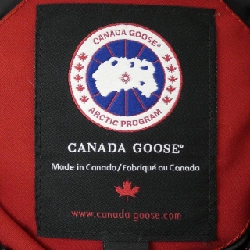 CANADA GOOSE
ARCTIC PROGRAM
CANADA GOOSE
Made in Canada/Fabriqué au Canada
www.canada-goose.com